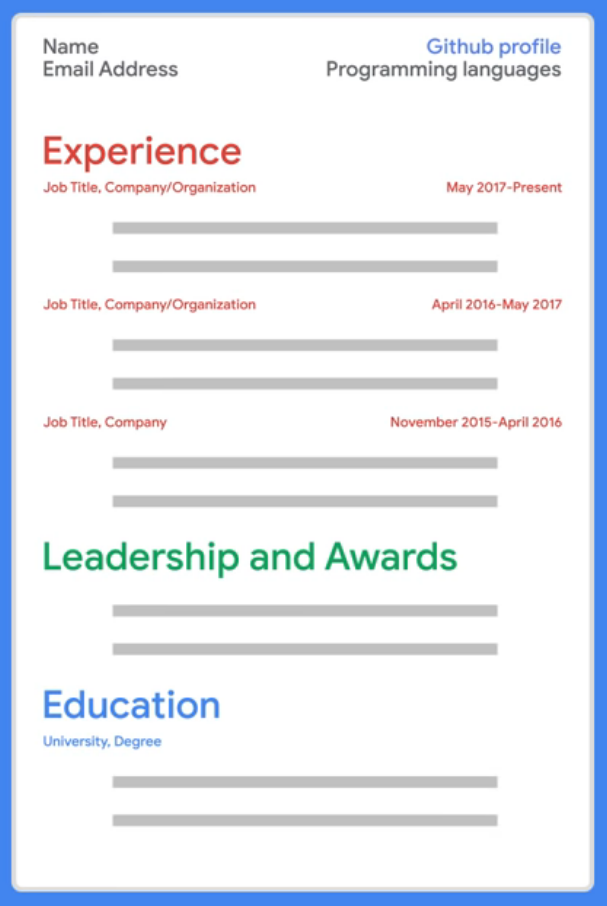 Name Github profile
Email Address Programming languages
Experience
Job Title, Company/Organization May 2017-Present
Job Title, Company/Organization April 2016-May 2017
Job Title, Company November 2015-April 2016
Leadership and Awards
Education
University, Degree